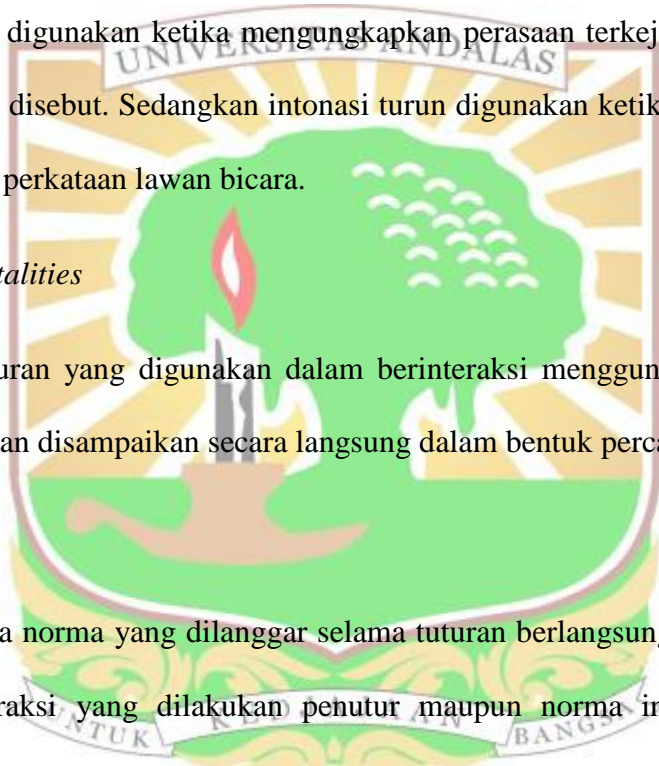 digunakan ketika mengungkapkan perasaan terkej
UNIVERSITAS ANDALAS
disebut. Sedangkan intonasi turun digunakan ketik
perkataan lawan bicara.
talities
uran yang digunakan dalam berinteraksi menggun
an disampaikan secara langsung dalam bentuk perca
a norma yang dilanggar selama tuturan berlangsung
raksi yang dilakukan penutur maupun norma in
UNTUK KEDJAJAAN BANGSA